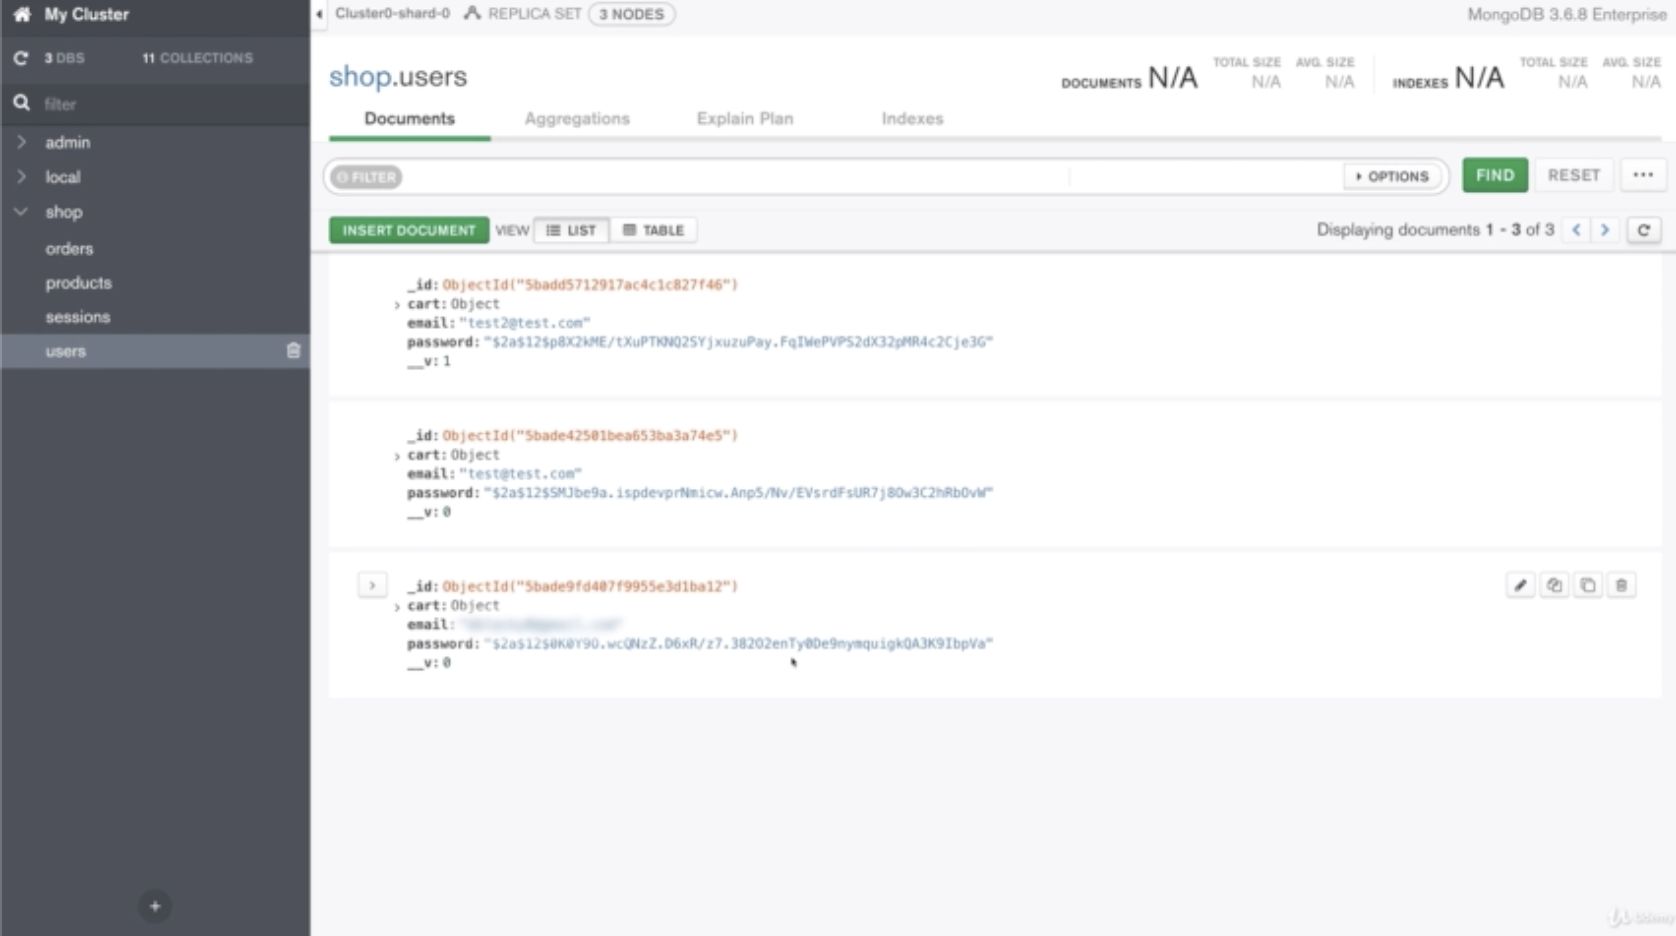 My Cluster
3 DBS 11 COLLECTIONS
filter
admin
local
shop
orders
products
sessions
users
Cluster0-shard-0 REPLICA SET 3 NODES
MongoDB 3.6.8 Enterprise
shop.users
DOCUMENTS N/A TOTAL SIZE N/A AVG. SIZE N/A
INDEXES N/A TOTAL SIZE N/A AVG. SIZE N/A
Documents Aggregations Explain Plan Indexes
FILTER
OPTIONS FIND RESET ...
INSERT DOCUMENT VIEW LIST TABLE
Displaying documents 1 - 3 of 3
_id: ObjectId("5badd5712917ac4c1c827f46")
cart: Object
email: "test2@test.com"
password: "$2a$12$p8X2kME/tXuPTKNQ2SYjxuzuPay.FqIWePVPS2dX32pMR4c2Cje3G"
__v: 1
_id: ObjectId("5bade42501bea653ba3a74e5")
cart: Object
email: "test@test.com"
password: "$2a$12$SMJbe9a.ispdevprNmicw.Anp5/Nv/EVsrdFsUR7j8Ow3C2hRbOvW"
__v: 0
_id: ObjectId("5bade9fd407f9955e3d1ba12")
cart: Object
email:
password: "$2a$12$0K0Y9O.wcQNzZ.D6xR/z7.382O2enTy0De9nymquigkQA3K9IbpVa"
__v: 0
Udemy